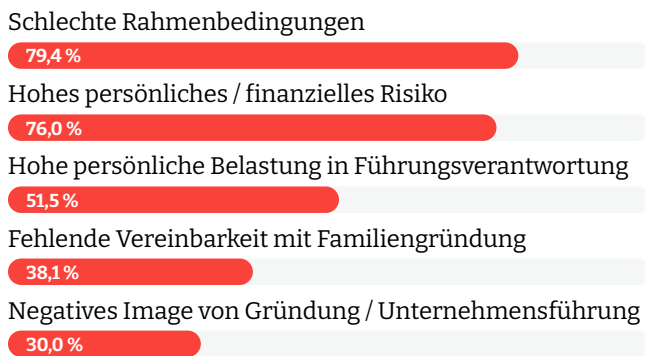 Schlechte Rahmenbedingungen
79,4 %
Hohes persönliches / finanzielles Risiko
76,0 %
Hohe persönliche Belastung in Führungsverantwortung
51,5 %
Fehlende Vereinbarkeit mit Familiengründung
38,1 %
Negatives Image von Gründung / Unternehmensführung
30,0 %